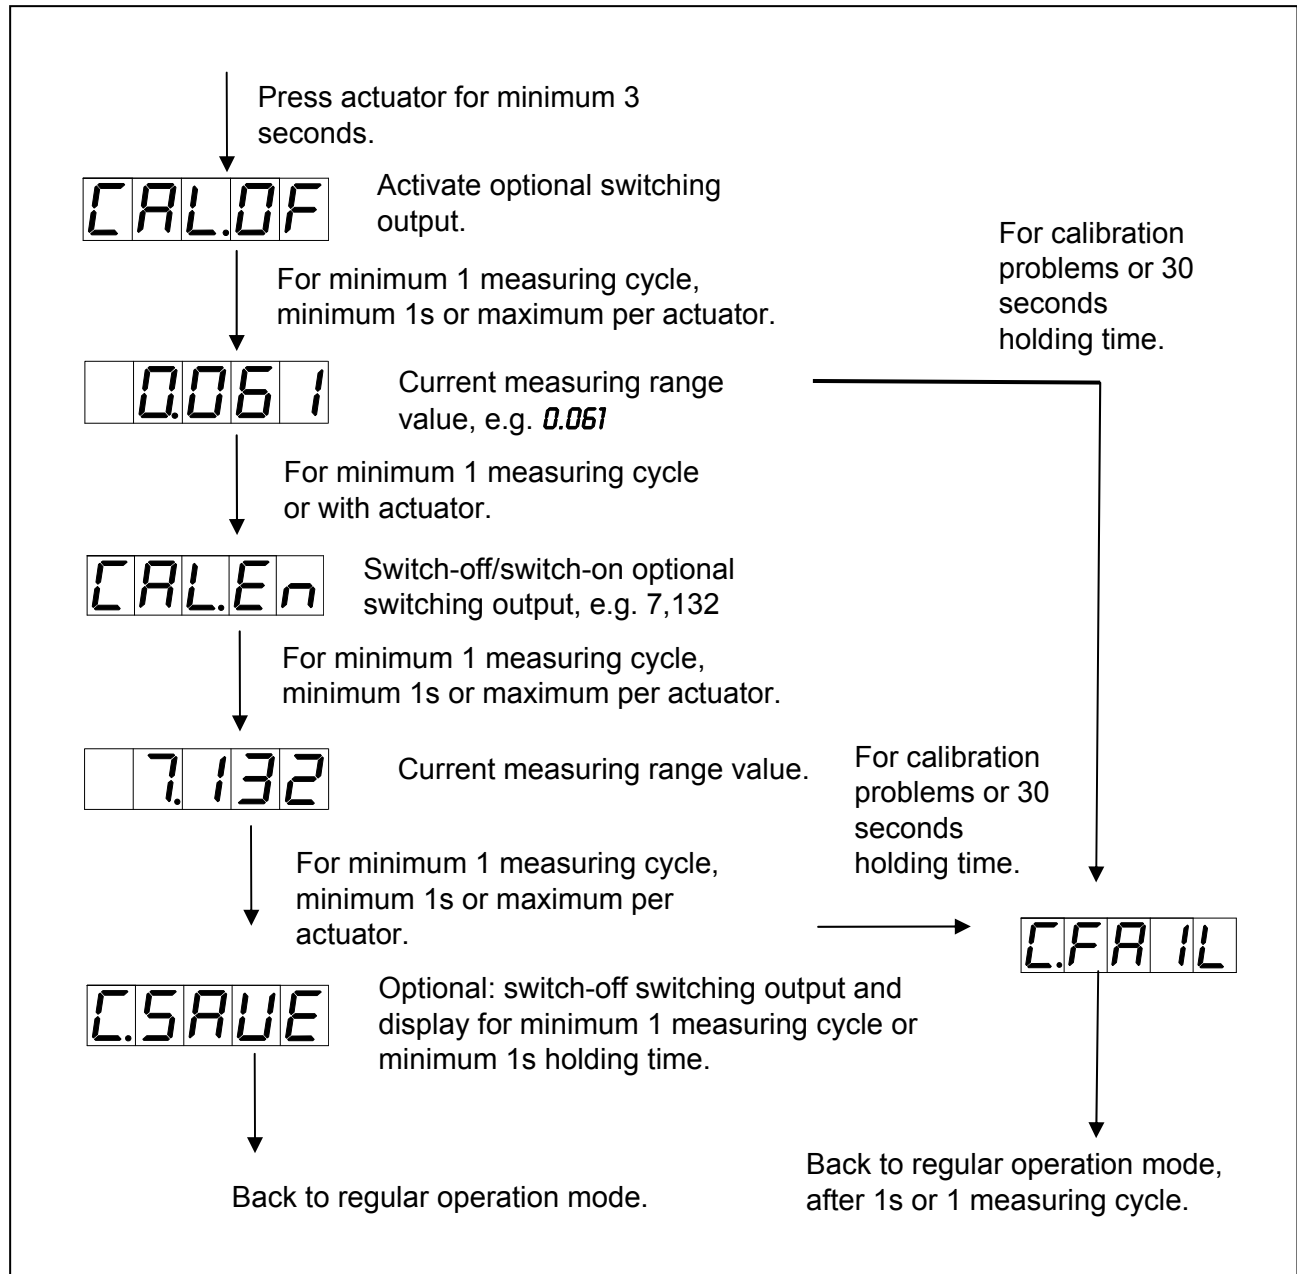 Press actuator for minimum 3
seconds.
CAL.OF
Activate optional switching
output.
For minimum 1 measuring cycle,
minimum 1s or maximum per actuator.
For calibration
problems or 30
seconds
holding time.
0.061
Current measuring range
value, e.g. 0.061
For minimum 1 measuring cycle
or with actuator.
CAL.En
Switch-off/switch-on optional
switching output, e.g. 7,132
For minimum 1 measuring cycle,
minimum 1s or maximum per actuator.
7.132
Current measuring range value.
For calibration
problems or 30
seconds
holding time.
For minimum 1 measuring cycle,
minimum 1s or maximum per
actuator.
C.FAIL
C.SAVE
Optional: switch-off switching output and
display for minimum 1 measuring cycle or
minimum 1s holding time.
Back to regular operation mode.
Back to regular operation mode,
after 1s or 1 measuring cycle.